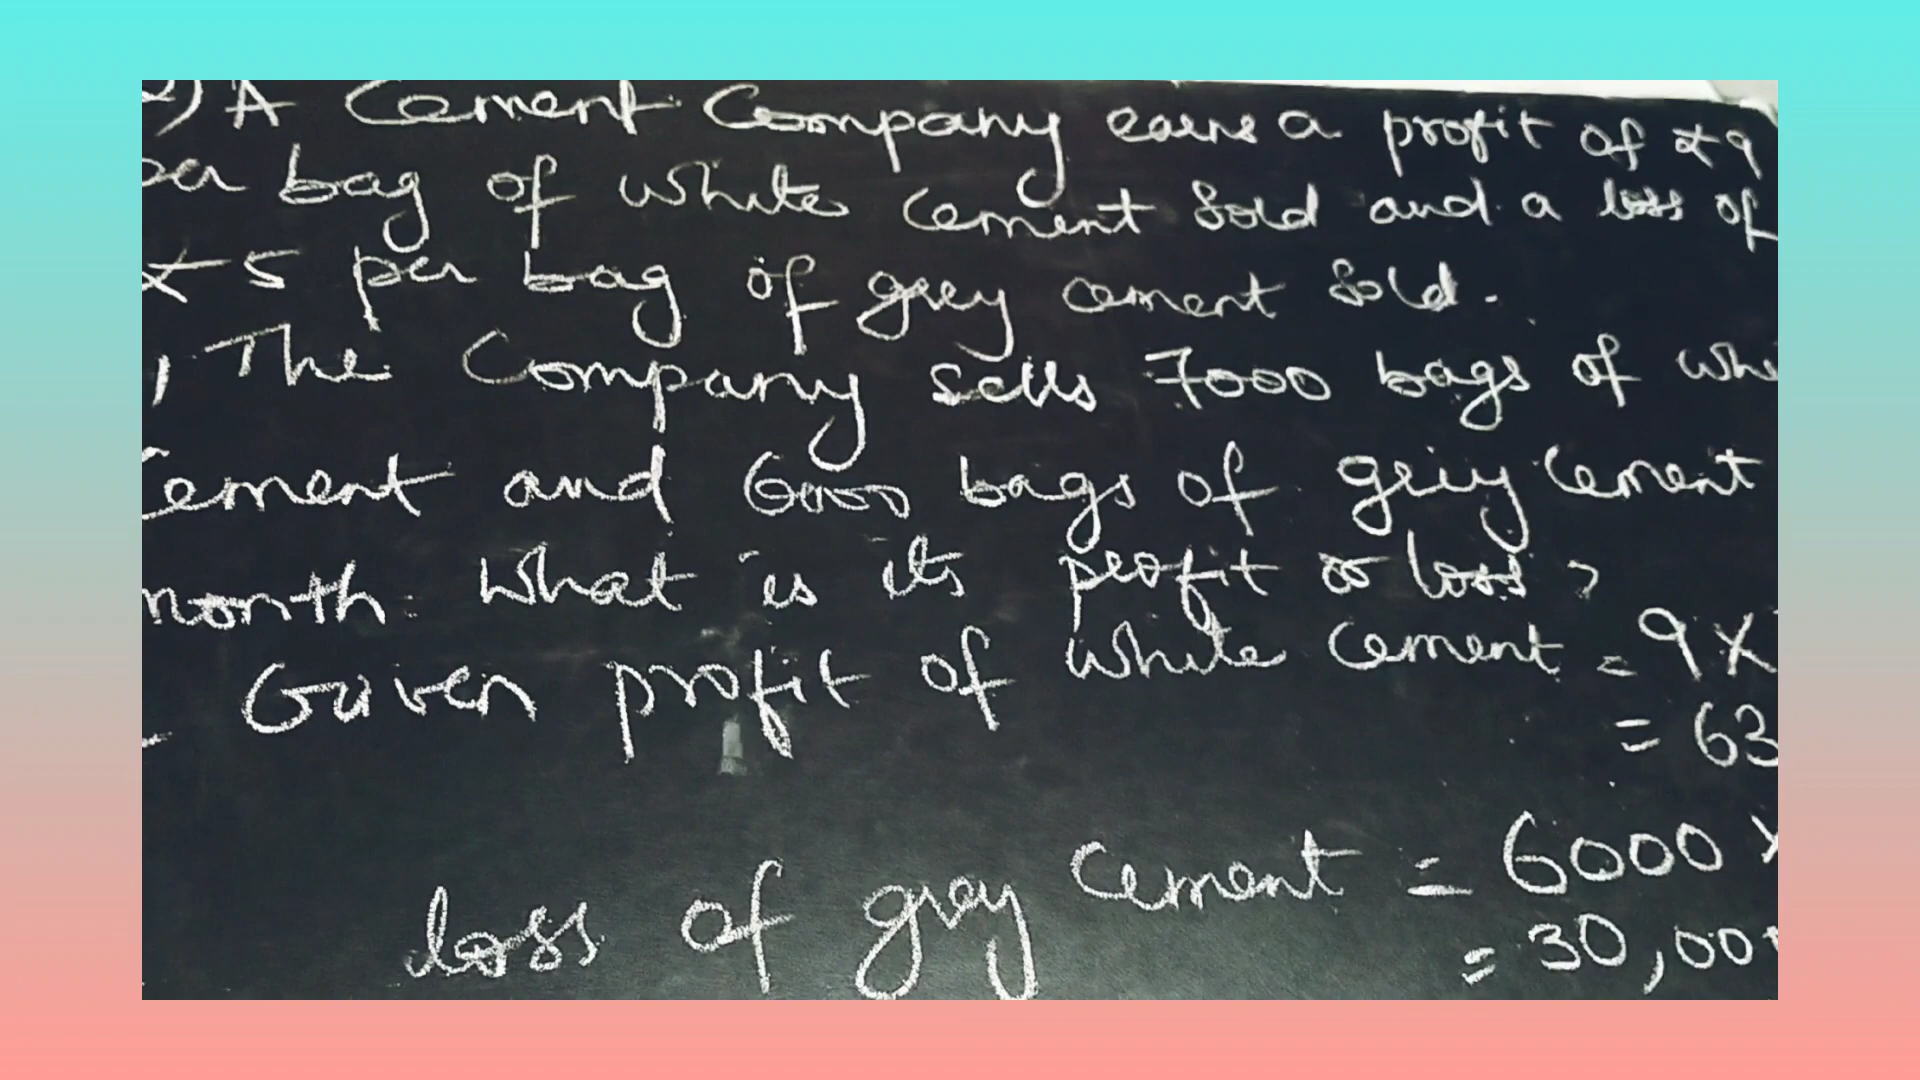 2) A Cement Company earns a profit of ₹9
per bag of white cement sold and a loss of
₹5 per bag of grey cement sold.
, The Company sells 7000 bags of whi
Cement and 6000 bags of griy Cement
month. What is its profit or loss?
- Given profit of white cement = 9 X
= 63
loss of grey cement = 6000 X
= 30,00